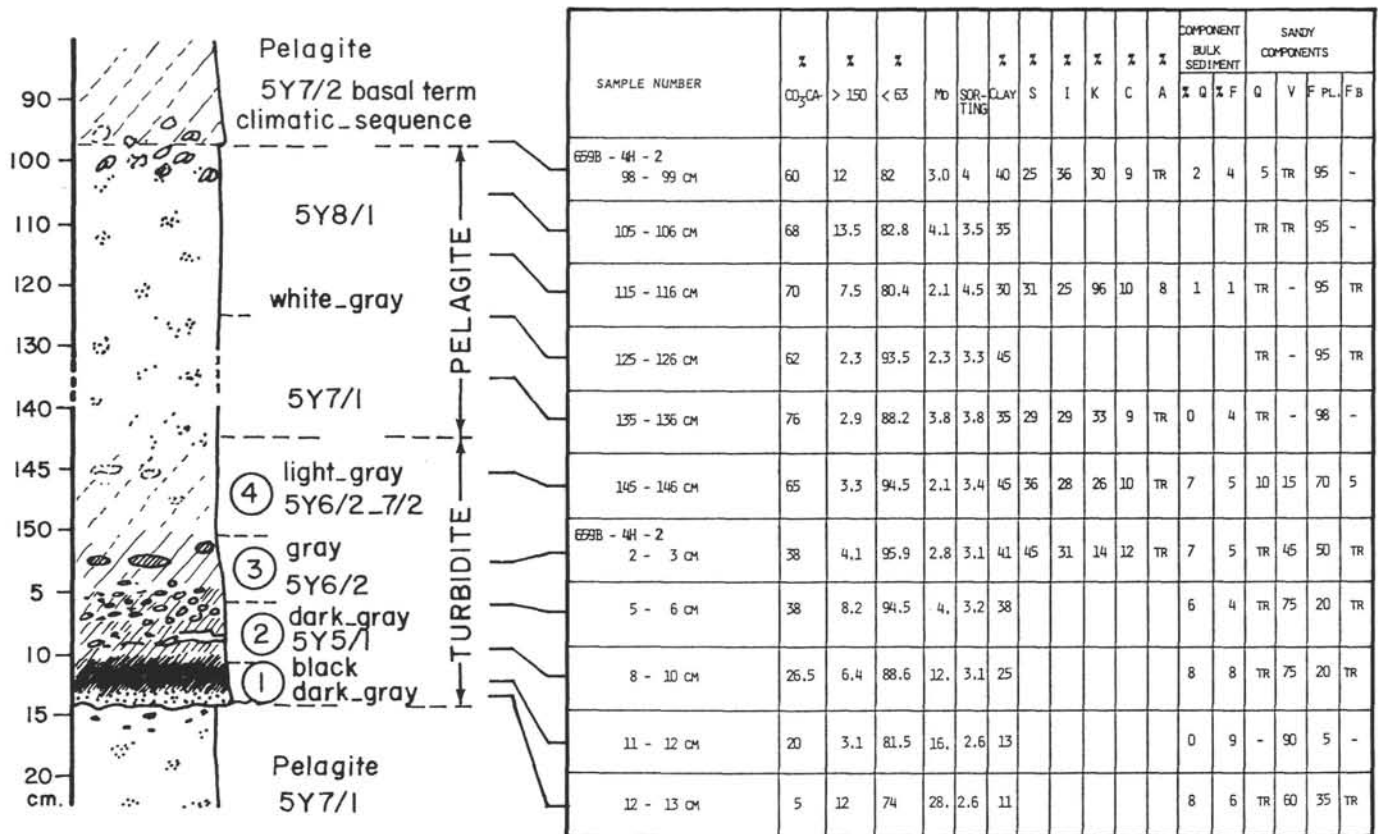 Pelagite
5Y7/2 basal term
climatic_sequence
90
100
110
120
130
140
145
150
5
10
15
20
cm.
5Y8/1
white_gray
5Y7/1
PELAGITE
④ light_gray
5Y6/2_7/2
③ gray
5Y6/2
② dark_gray
5Y5/1
① black
dark_gray
TURBIDITE
Pelagite
5Y7/1
COMPONENT BULK SEDIMENT SANDY COMPONENTS
% % % % % % % % %
SAMPLE NUMBER CO3CA > 150 < 63 MD SOR-TING CLAY S I K C A % Q % F Q V F PL. F B
659B - 4H - 2
98 - 99 CM 60 12 82 3.0 4 40 25 36 30 9 TR 2 4 5 TR 95 -
105 - 106 CM 68 13.5 82.8 4.1 3.5 35 TR TR 95 -
115 - 116 CM 70 7.5 80.4 2.1 4.5 30 31 25 96 10 8 1 1 TR - 95 TR
125 - 126 CM 62 2.3 93.5 2.3 3.3 45 TR - 95 TR
135 - 136 CM 76 2.9 88.2 3.8 3.8 35 29 29 33 9 TR 0 4 TR - 98 -
145 - 146 CM 65 3.3 94.5 2.1 3.4 45 36 28 26 10 TR 7 5 10 15 70 5
659B - 4H - 2
2 - 3 CM 38 4.1 95.9 2.8 3.1 41 45 31 14 12 TR 7 5 TR 45 50 TR
5 - 6 CM 38 8.2 94.5 4. 3.2 38 6 4 TR 75 20 TR
8 - 10 CM 26.5 6.4 88.6 12. 3.1 25 8 8 TR 75 20 TR
11 - 12 CM 20 3.1 81.5 16. 2.6 13 0 9 - 90 5 -
12 - 13 CM 5 12 74 28. 2.6 11 8 6 TR 60 35 TR